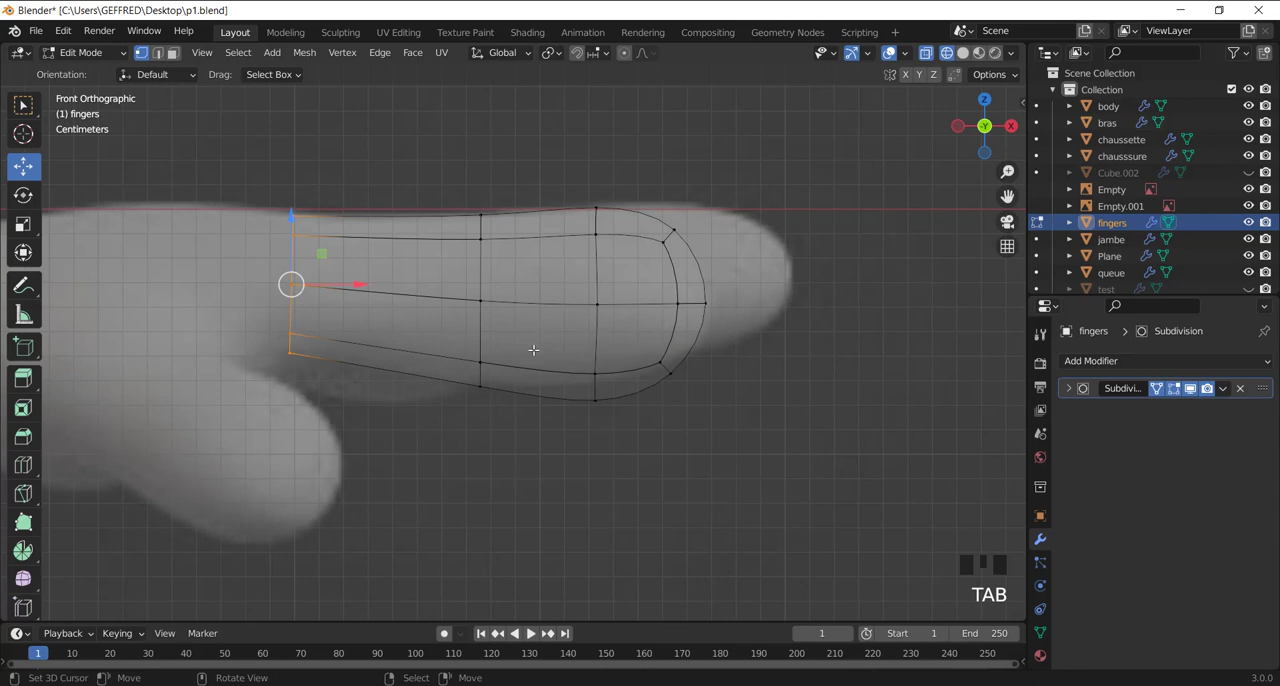 Blender* [C:\Users\GEFFRED\Desktop\p1.blend]
File Edit Render Window Help Layout Modeling Sculpting UV Editing Texture Paint Shading Animation Rendering Compositing Geometry Nodes Scripting + Scene ViewLayer
Edit Mode View Select Add Mesh Vertex Edge Face UV Global
Orientation: Default Drag: Select Box X Y Z Options
Front Orthographic
(1) fingers
Centimeters
Z
-Y
X
Scene Collection
Collection
body
bras
chaussette
chausssure
Cube.002
Empty
Empty.001
fingers
jambe
Plane
queue
test
fingers Subdivision
Add Modifier
Subdivi...
TAB
Playback Keying View Marker 1 Start 1 End 250
1 10 20 30 40 50 60 70 80 90 100 110 120 130 140 150 160 170 180 190 200 210 220 230 240 250
Set 3D Cursor Move Rotate View Select Move 3.0.0